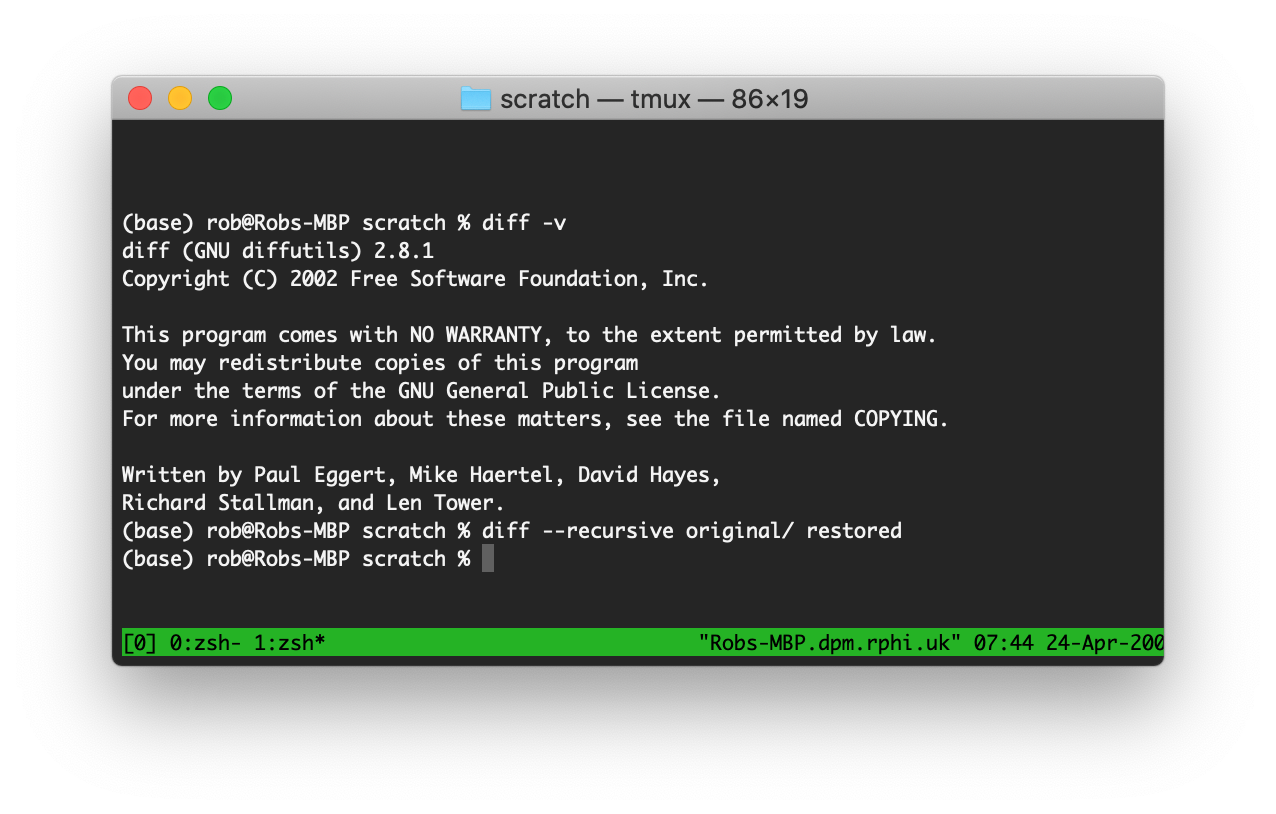 scratch — tmux — 86×19
(base) rob@Robs-MBP scratch % diff -v
diff (GNU diffutils) 2.8.1
Copyright (C) 2002 Free Software Foundation, Inc.
This program comes with NO WARRANTY, to the extent permitted by law.
You may redistribute copies of this program
under the terms of the GNU General Public License.
For more information about these matters, see the file named COPYING.
Written by Paul Eggert, Mike Haertel, David Hayes,
Richard Stallman, and Len Tower.
(base) rob@Robs-MBP scratch % diff --recursive original/ restored
(base) rob@Robs-MBP scratch %
[0] 0:zsh- 1:zsh* "Robs-MBP.dpm.rphi.uk" 07:44 24-Apr-200